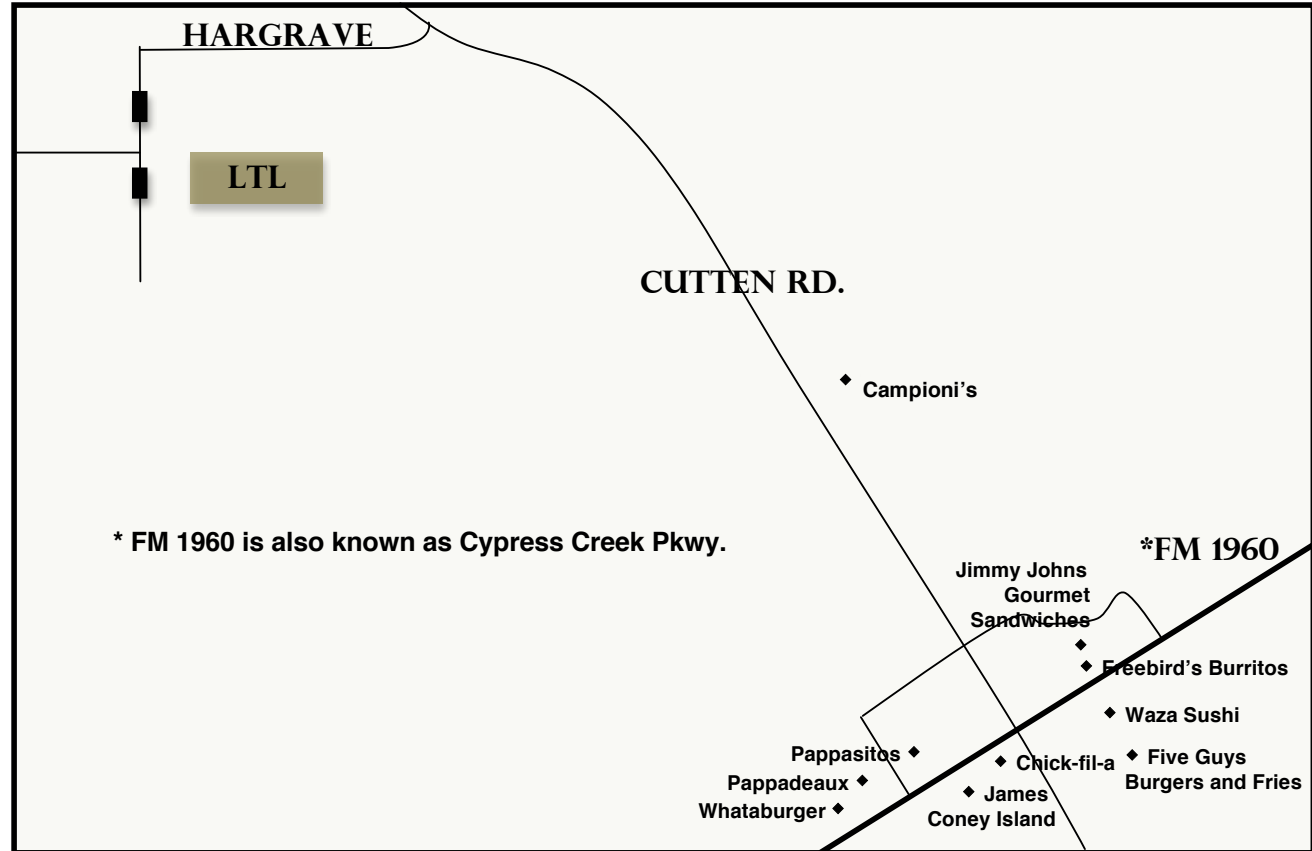 HARGRAVE
LTL
CUTTEN RD.
Campioni's
* FM 1960 is also known as Cypress Creek Pkwy.
*FM 1960
Jimmy Johns
Gourmet
Sandwiches
Freebird's Burritos
Waza Sushi
Pappasitos
Chick-fil-a
Five Guys
Burgers and Fries
Pappadeaux
James
Coney Island
Whataburger